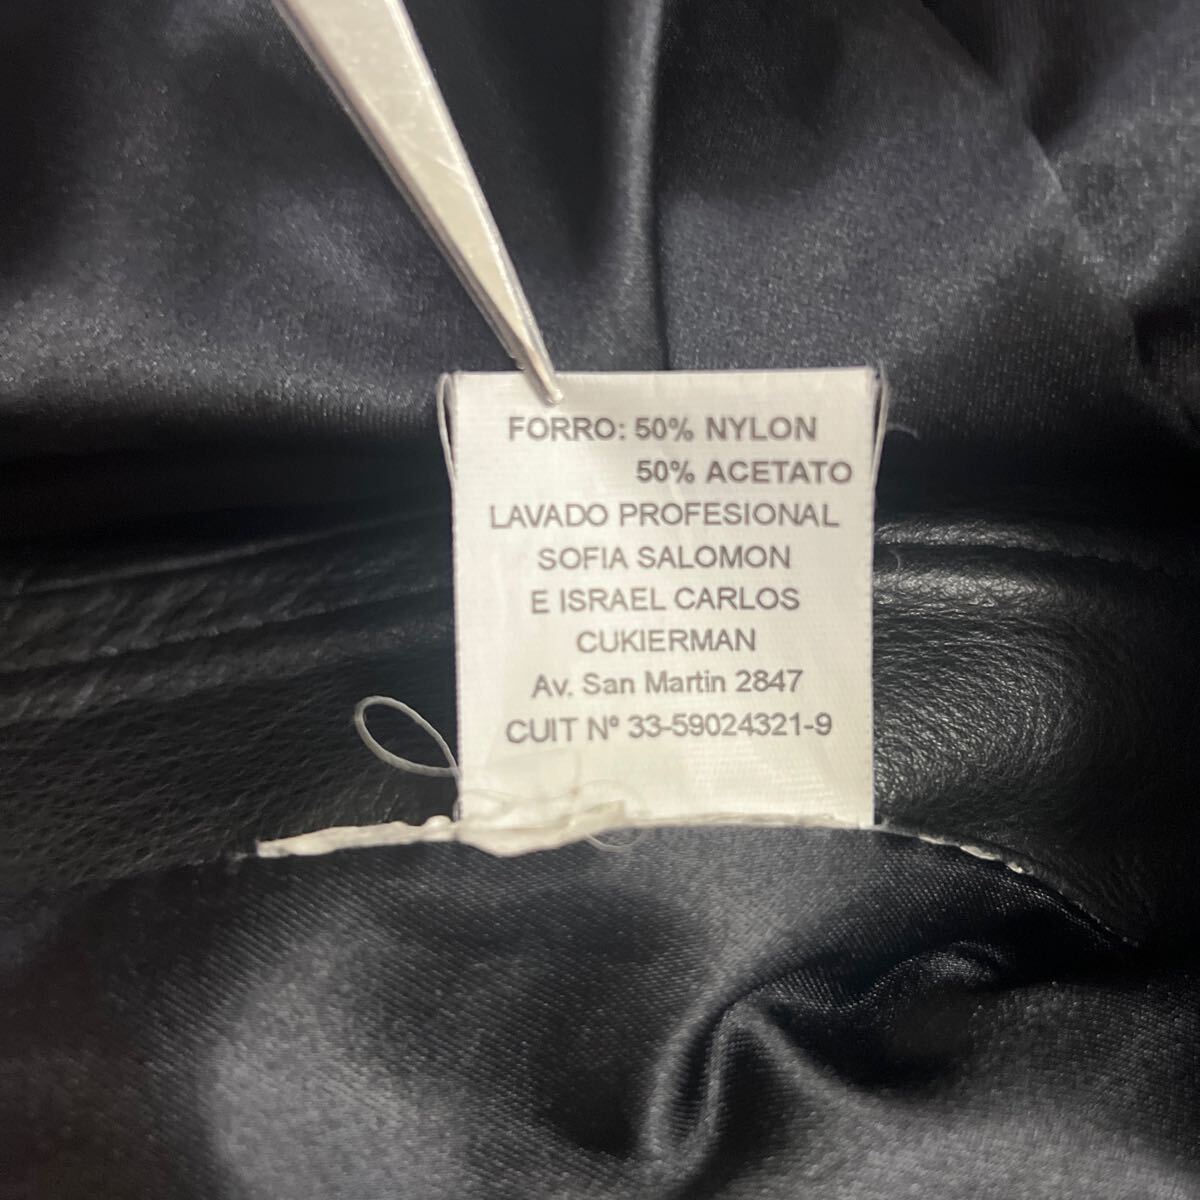 FORRO: 50% NYLON
50% ACETATO
LAVADO PROFESIONAL
SOFIA SALOMON
E ISRAEL CARLOS
CUKIERMAN
Av. San Martin 2847
CUIT Nº 33-59024321-9